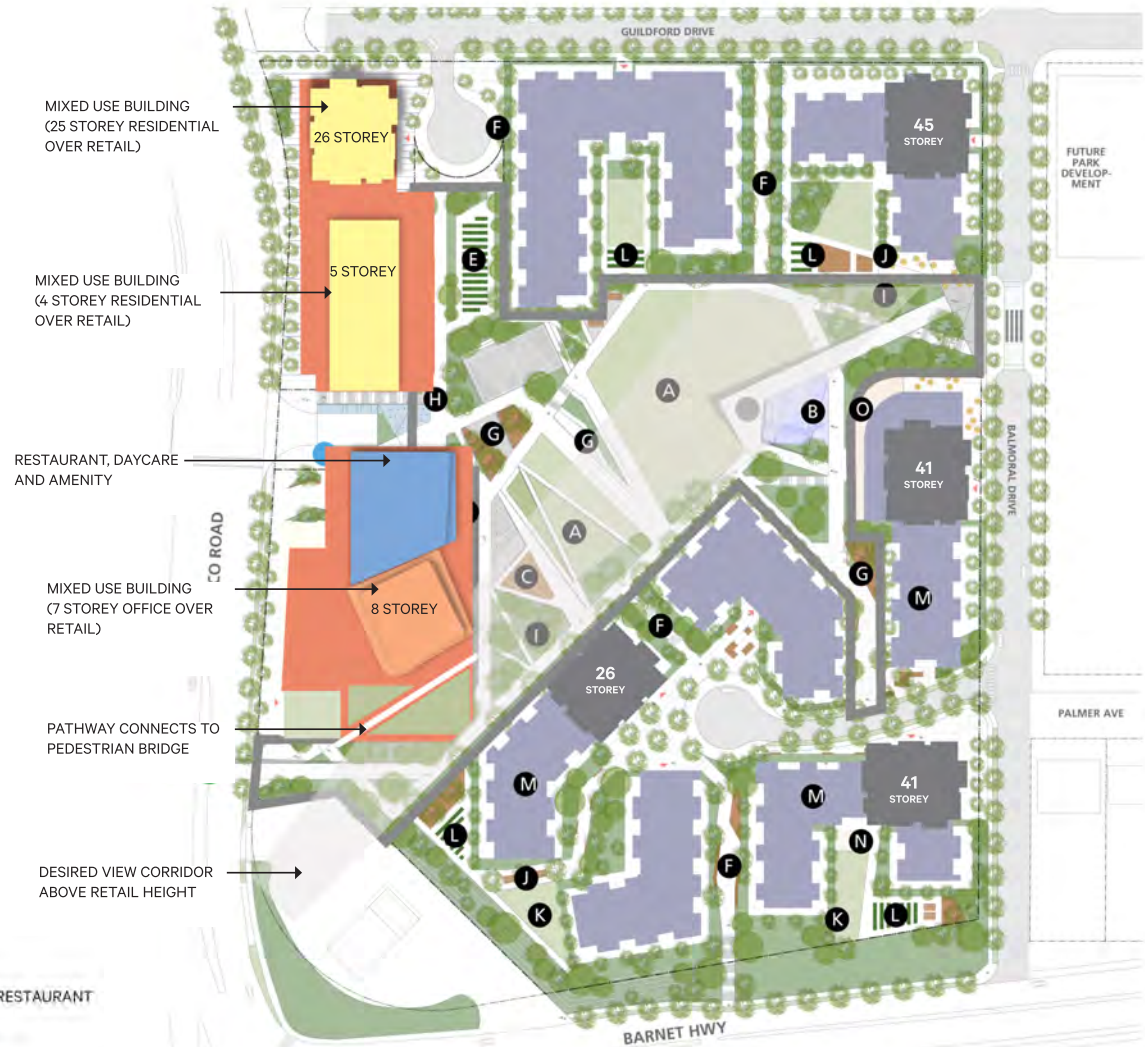 GUILDFORD DRIVE
MIXED USE BUILDING
(25 STOREY RESIDENTIAL
OVER RETAIL)
26 STOREY
F
45
STOREY
FUTURE
PARK
DEVELOP-
MENT
F
E
L
L
J
5 STOREY
MIXED USE BUILDING
(4 STOREY RESIDENTIAL
OVER RETAIL)
I
A
H
B
O
G
G
RESTAURANT, DAYCARE
AND AMENITY
41
STOREY
BALMORAL DRIVE
CO ROAD
A
C
G
M
MIXED USE BUILDING
(7 STOREY OFFICE OVER
RETAIL)
8 STOREY
I
F
26
STOREY
PATHWAY CONNECTS TO
PEDESTRIAN BRIDGE
PALMER AVE
M
M
41
STOREY
L
N
DESIRED VIEW CORRIDOR
ABOVE RETAIL HEIGHT
J
F
K
K
L
RESTAURANT
BARNET HWY